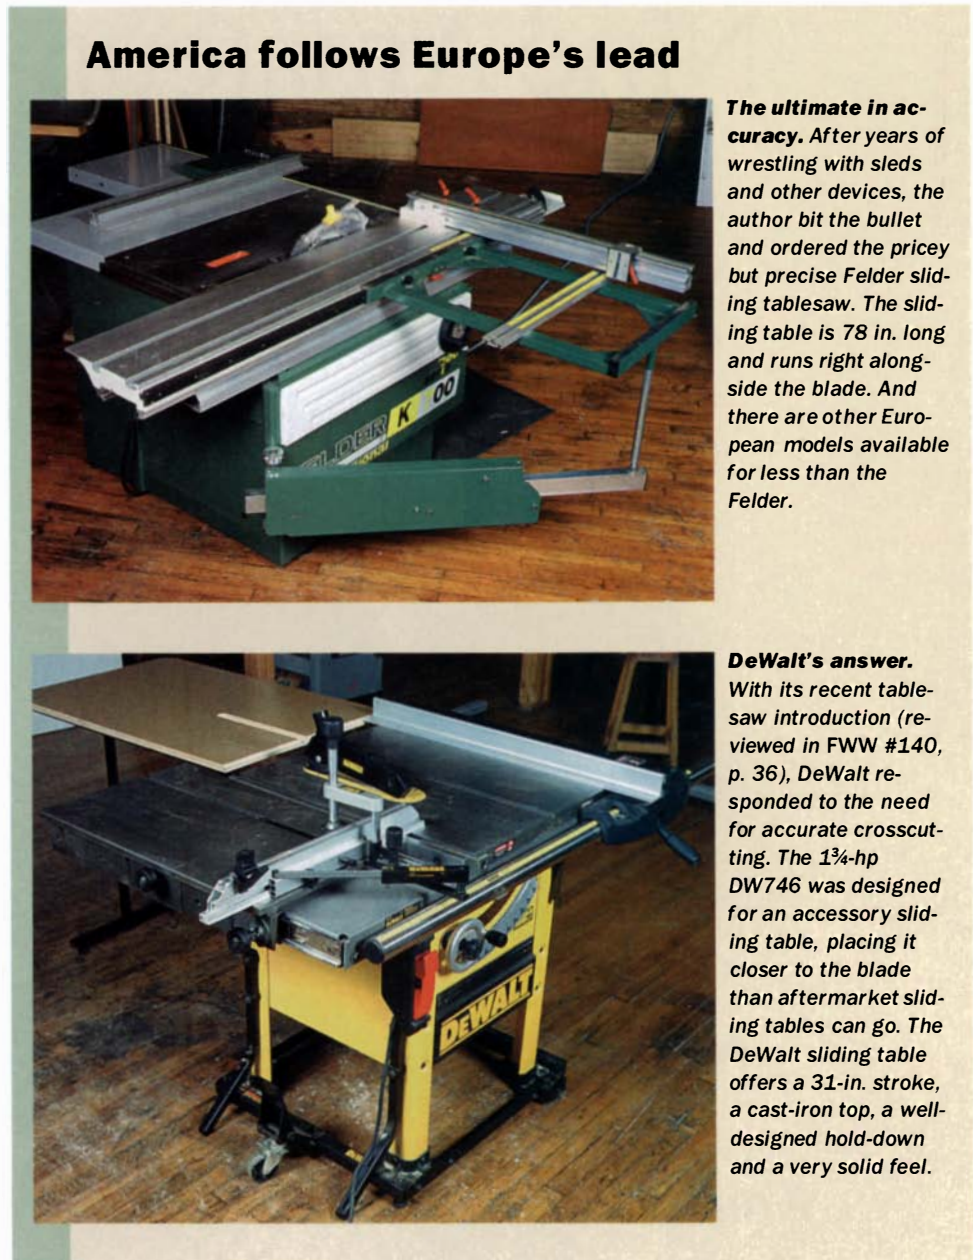 America follows Europe's lead
The ultimate in ac-
curacy. After years of
wrestling with sleds
and other devices, the
author bit the bullet
and ordered the pricey
but precise Felder slid-
ing tablesaw. The slid-
ing table is 78 in. long
and runs right along-
side the blade. And
there are other Euro-
pean models available
for less than the
Felder.
K 00
DeWalt's answer.
With its recent table-
saw introduction (re-
viewed in FWW #140,
p. 36), DeWalt re-
sponded to the need
for accurate crosscut-
ting. The 1¾-hp
DW746 was designed
for an accessory slid-
ing table, placing it
closer to the blade
than aftermarket slid-
ing tables can go. The
DeWalt sliding table
offers a 31-in. stroke,
a cast-iron top, a well-
designed hold-down
and a very solid feel.
DEWALT